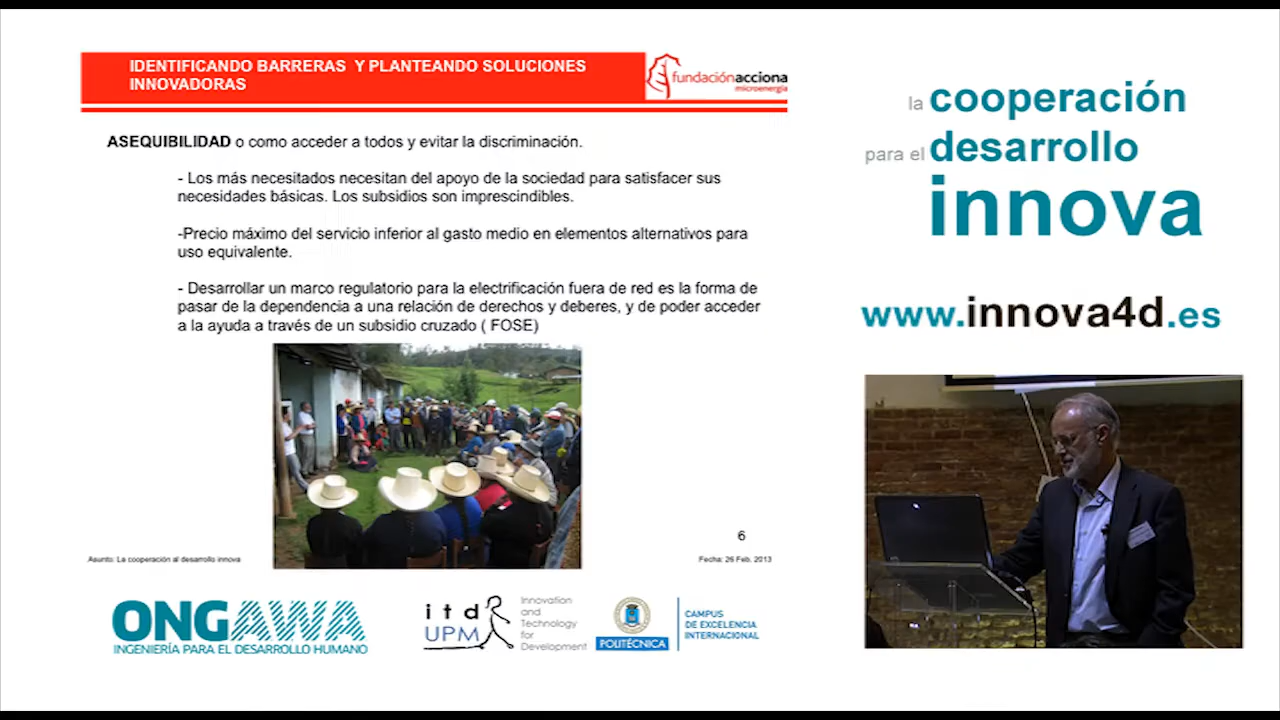 IDENTIFICANDO BARRERAS Y PLANTEANDO SOLUCIONES
INNOVADORAS
fundaciónacciona
microenergía
ASEQUIBILIDAD o como acceder a todos y evitar la discriminación.
- Los más necesitados necesitan del apoyo de la sociedad para satisfacer sus
necesidades básicas. Los subsidios son imprescindibles.
-Precio máximo del servicio inferior al gasto medio en elementos alternativos para
uso equivalente.
- Desarrollar un marco regulatorio para la electrificación fuera de red es la forma de
pasar de la dependencia a una relación de derechos y deberes, y de poder acceder
a la ayuda a través de un subsidio cruzado ( FOSE)
6
Asunto: La cooperación al desarrollo innova
Fecha: 26 Feb. 2013
la cooperación
para el desarrollo
innova
www.innova4d.es
ONGAWA
INGENIERÍA PARA EL DESARROLLO HUMANO
itd
UPM
Innovation
and
Technology
for
Development
POLITÉCNICA
CAMPUS
DE EXCELENCIA
INTERNACIONAL